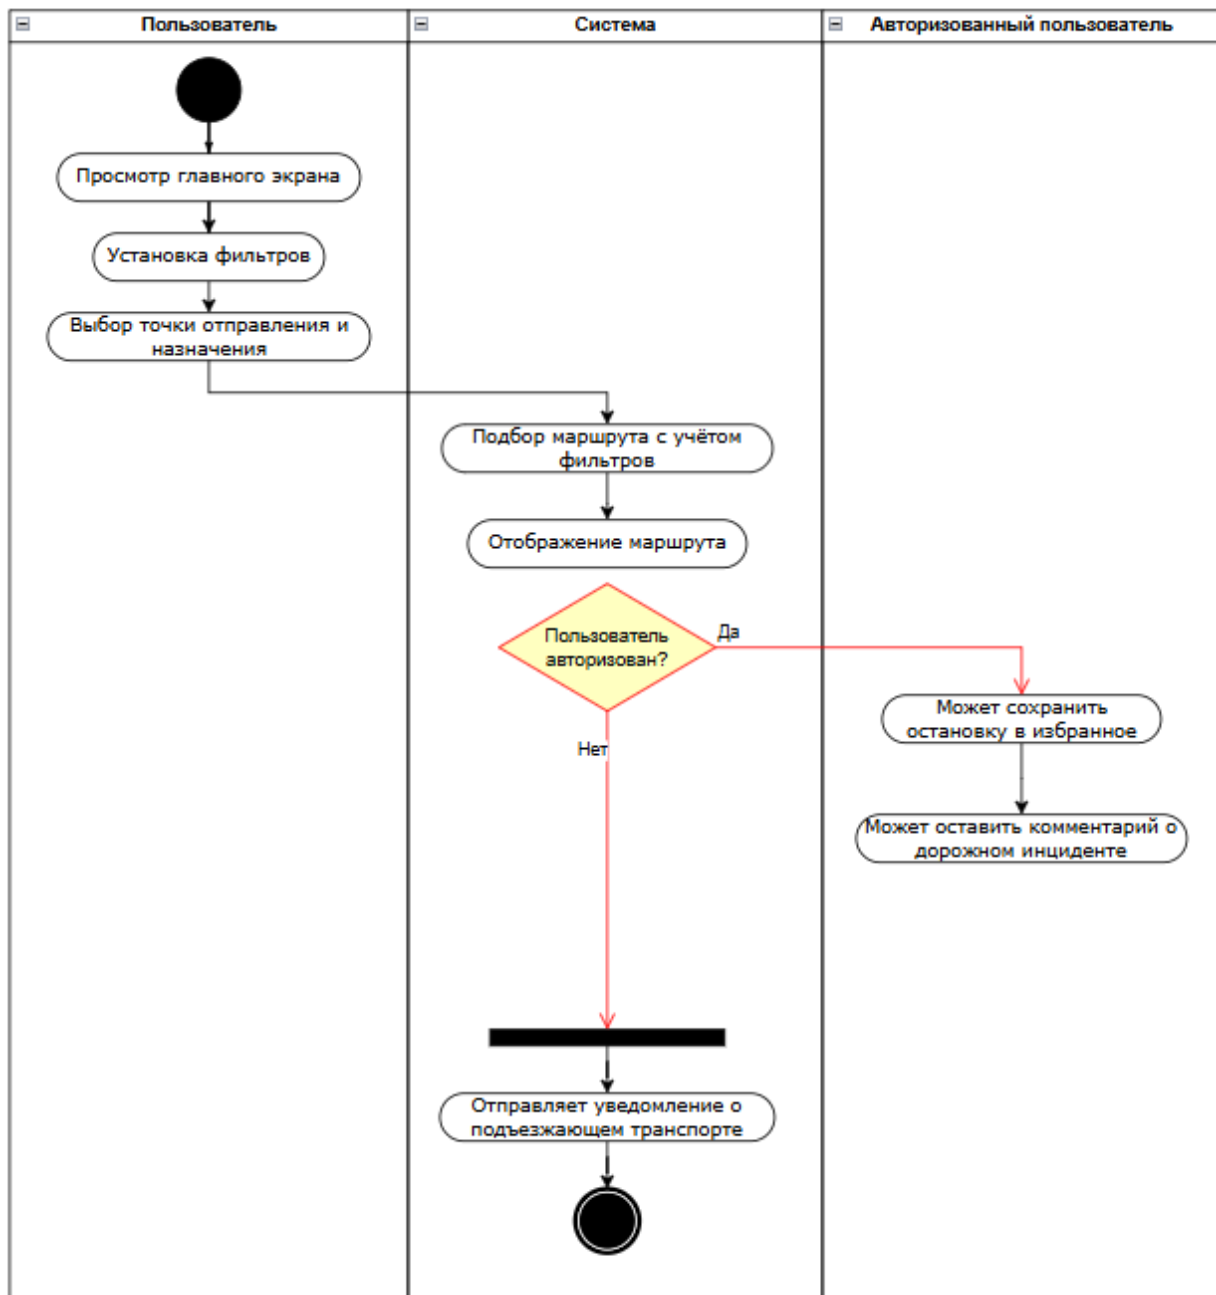 Пользователь
Система
Авторизованный пользователь
Просмотр главного экрана
Установка фильтров
Выбор точки отправления и
назначения
Подбор маршрута с учётом
фильтров
Отображение маршрута
Пользователь
авторизован?
Да
Нет
Может сохранить
остановку в избранное
Может оставить комментарий о
дорожном инциденте
Отправляет уведомление о
подъезжающем транспорте